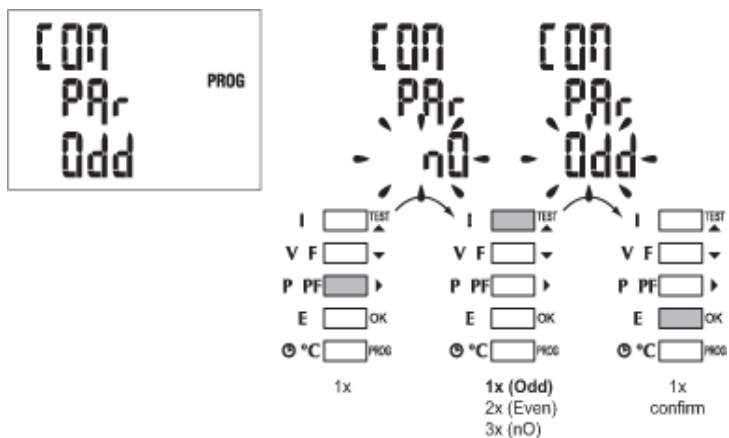 COM
PAr
PROG
Odd
COM
PAr
nO
COM
PAr
Odd
I TEST
V F
P PF
E OK
°C PROG
1x
I TEST
V F
P PF
E OK
°C PROG
1x (Odd)
2x (Even)
3x (nO)
I TEST
V F
P PF
E OK
°C PROG
1x
confirm